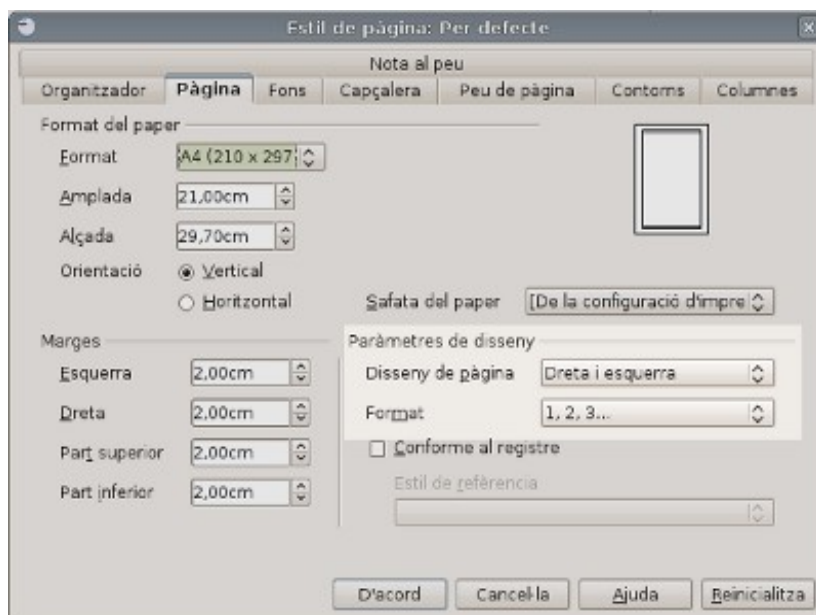 Estil de pàgina: Per defecte
Nota al peu
Organitzador Pàgina Fons Capçalera Peu de pàgina Contorns Columnes
Format del paper
Format A4 (210 x 297
Amplada 21,00cm
Alçada 29,70cm
Orientació Vertical
Horitzontal Safata del paper [De la configuració d'impre
Marges Paràmetres de disseny
Esquerra 2,00cm Disseny de pàgina Dreta i esquerra
Dreta 2,00cm Format 1, 2, 3...
Part superior 2,00cm Conforme al registre
Part inferior 2,00cm Estil de referència
D'acord Cancel·la Ajuda Reinicialitza